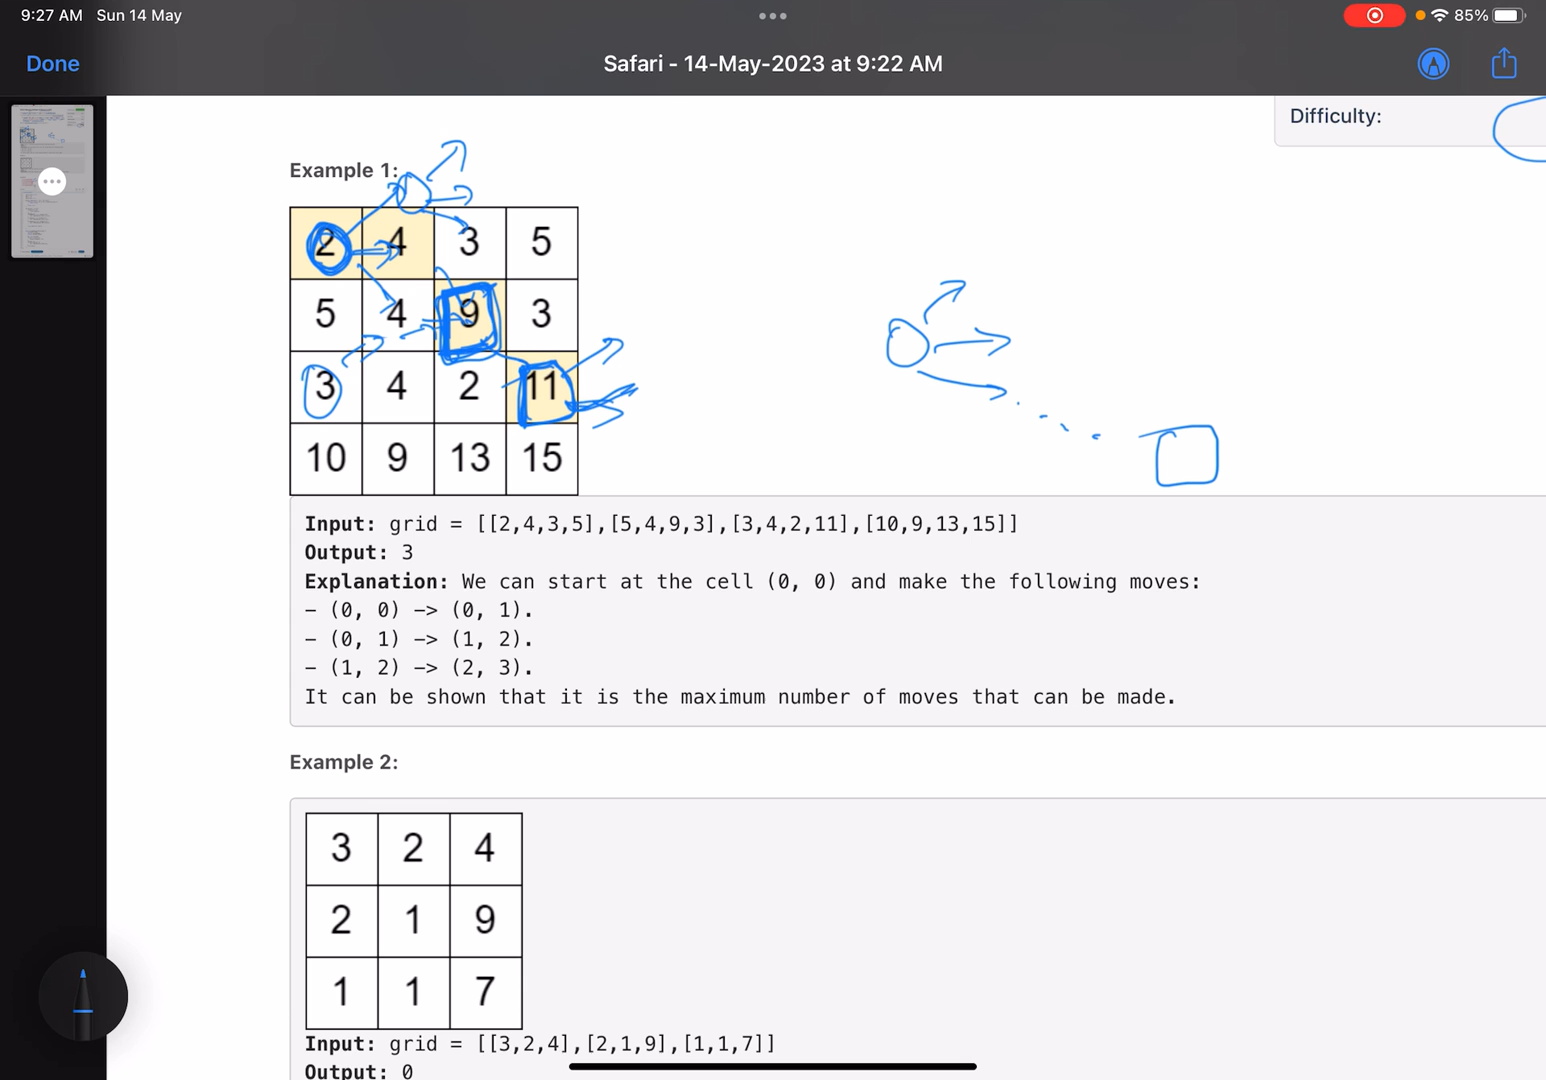 9:27 AM Sun 14 May
85%
Done
Safari - 14-May-2023 at 9:22 AM
Difficulty:
Example 1:
2 4 3 5
5 4 9 3
3 4 2 11
10 9 13 15
Input: grid = [[2,4,3,5],[5,4,9,3],[3,4,2,11],[10,9,13,15]]
Output: 3
Explanation: We can start at the cell (0, 0) and make the following moves:
- (0, 0) -> (0, 1).
- (0, 1) -> (1, 2).
- (1, 2) -> (2, 3).
It can be shown that it is the maximum number of moves that can be made.
Example 2:
3 2 4
2 1 9
1 1 7
Input: grid = [[3,2,4],[2,1,9],[1,1,7]]
Output: 0